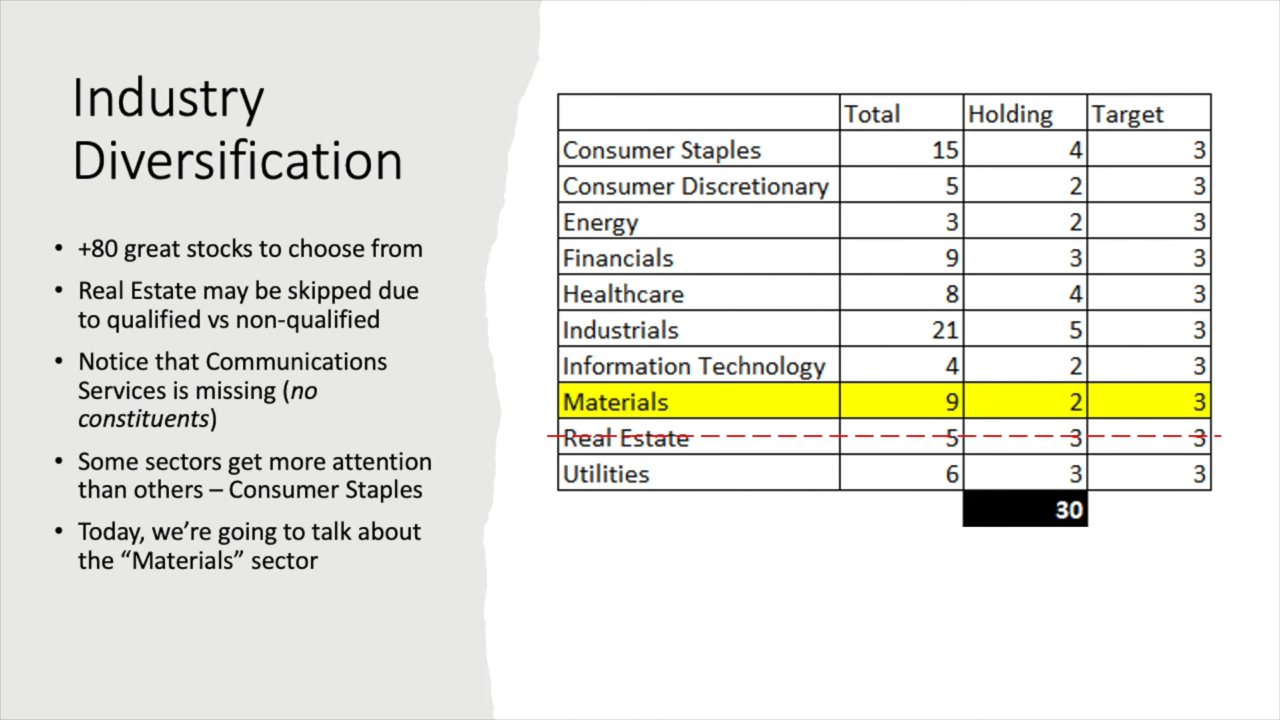 Industry
Diversification
• +80 great stocks to choose from
• Real Estate may be skipped due
to qualified vs non-qualified
• Notice that Communications
Services is missing (no
constituents)
• Some sectors get more attention
than others – Consumer Staples
• Today, we're going to talk about
the “Materials” sector
Total Holding Target
Consumer Staples 15 4 3
Consumer Discretionary 5 2 3
Energy 3 2 3
Financials 9 3 3
Healthcare 8 4 3
Industrials 21 5 3
Information Technology 4 2 3
Materials 9 2 3
Real Estate 5 3 3
Utilities 6 3 3
30